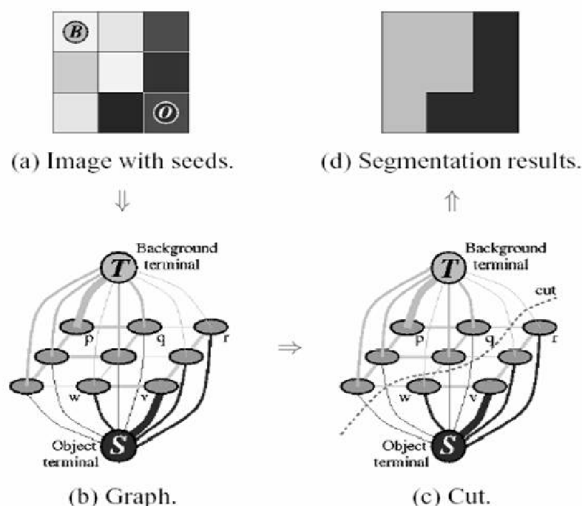 B
O
(a) Image with seeds.
(d) Segmentation results.
Background
terminal
T
p
q
r
w
v
Object
terminal
S
(b) Graph.
Background
terminal
T
cut
p
q
r
w
v
Object
terminal
S
(c) Cut.